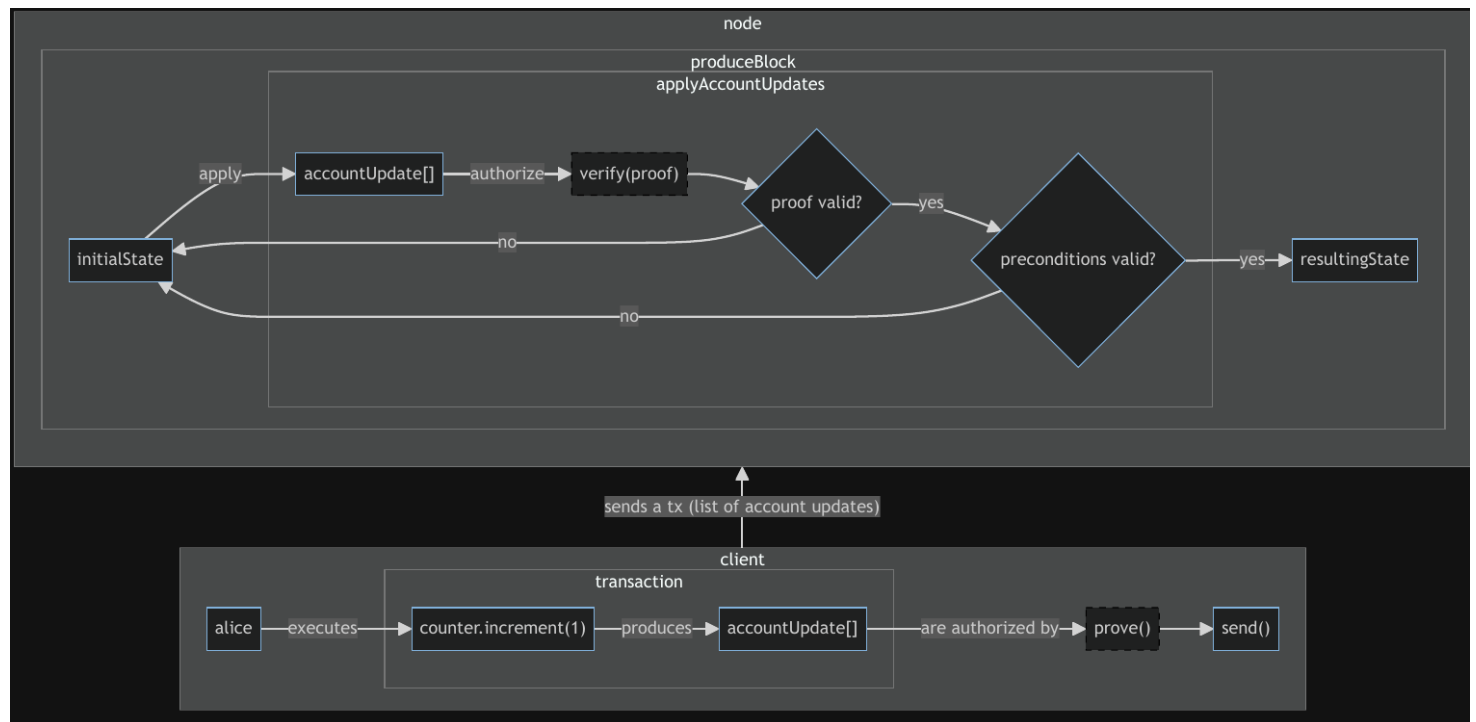 node
produceBlock
applyAccountUpdates
apply
accountUpdate[]
authorize
verify(proof)
proof valid?
yes
no
initialState
preconditions valid?
yes
resultingState
no
sends a tx (list of account updates)
client
transaction
alice
executes
counter.increment(1)
produces
accountUpdate[]
are authorized by
prove()
send()